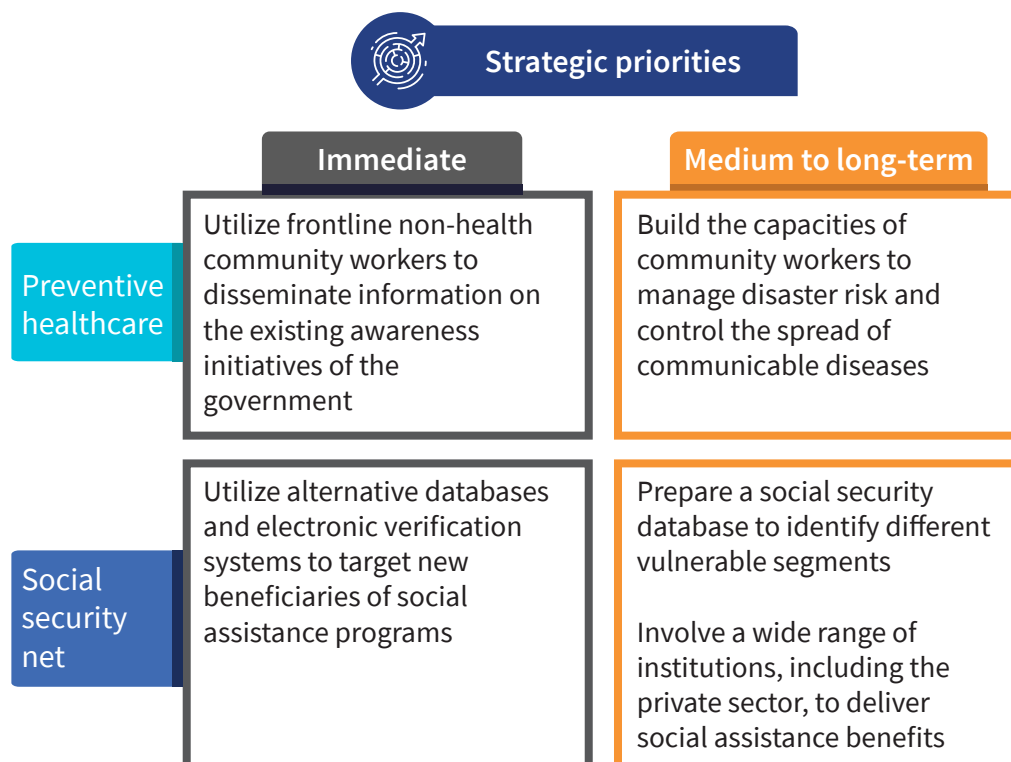 Strategic priorities
Immediate
Medium to long-term
Preventive
healthcare
Utilize frontline non-health
community workers to
disseminate information on
the existing awareness
initiatives of the
government
Build the capacities of
community workers to
manage disaster risk and
control the spread of
communicable diseases
Social
security
net
Utilize alternative databases
and electronic verification
systems to target new
beneficiaries of social
assistance programs
Prepare a social security
database to identify different
vulnerable segments
Involve a wide range of
institutions, including the
private sector, to deliver
social assistance benefits